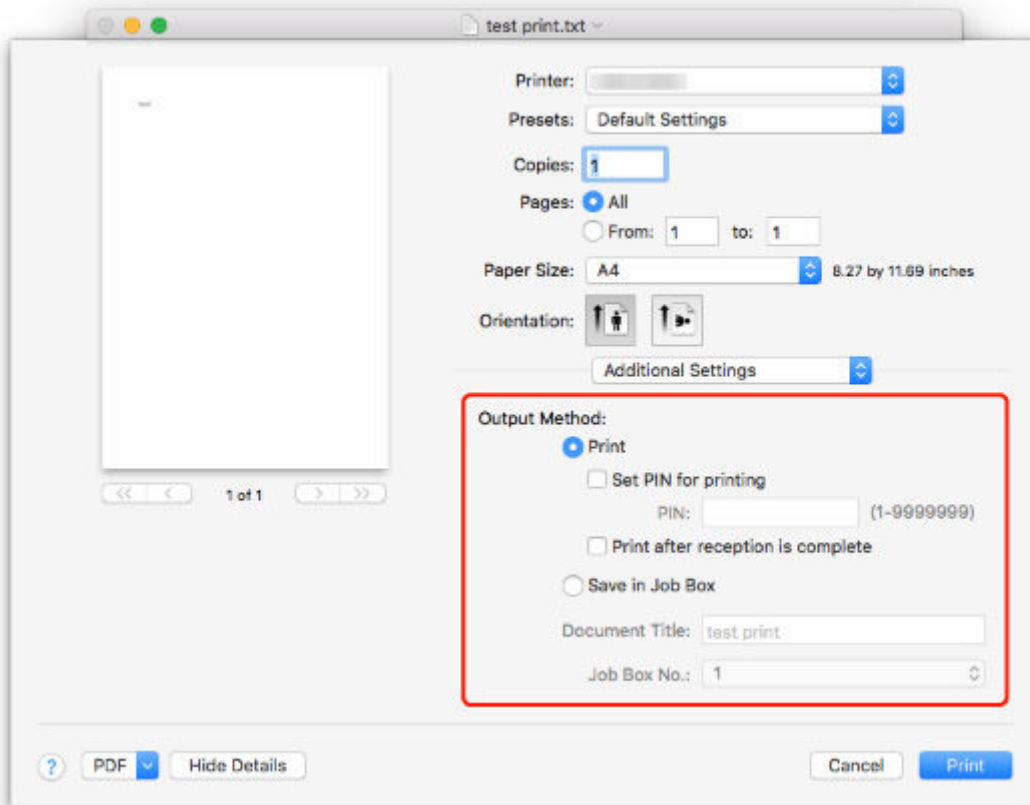 test print.txt
Printer:
Presets: Default Settings
Copies: 1
Pages: All
From: 1 to: 1
Paper Size: A4 8.27 by 11.69 inches
Orientation:
Additional Settings
Output Method:
Print
Set PIN for printing
PIN: (1-9999999)
Print after reception is complete
Save in Job Box
Document Title: test print
Job Box No.: 1
<< < 1 of 1 > >>
? PDF Hide Details Cancel Print